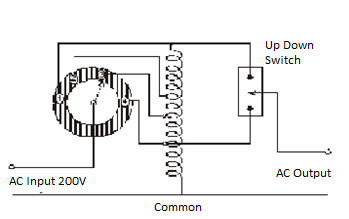 Up Down
Switch
AC Input 200V
AC Output
Common